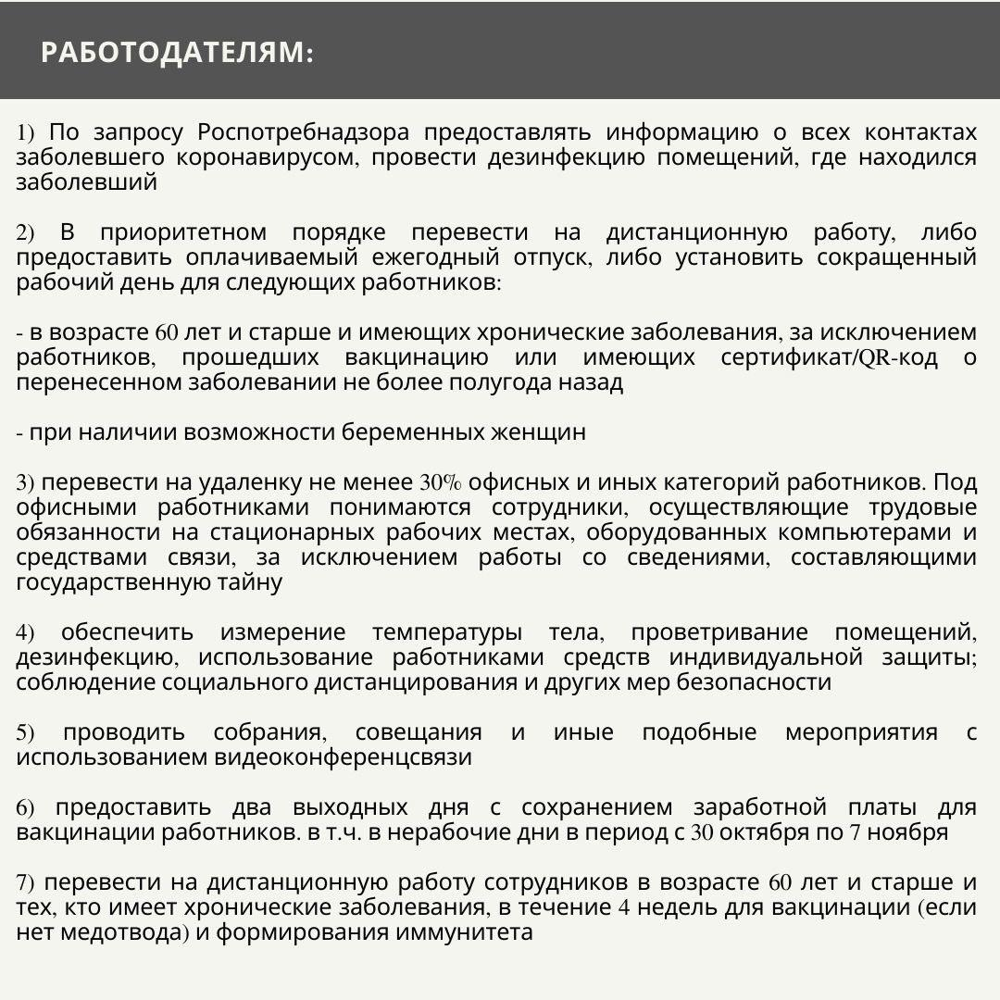 РАБОТОДАТЕЛЯМ:
1) По запросу Роспотребнадзора предоставлять информацию о всех контактах
заболевшего коронавирусом, провести дезинфекцию помещений, где находился
заболевший
2) В приоритетном порядке перевести на дистанционную работу, либо
предоставить оплачиваемый ежегодный отпуск, либо установить сокращенный
рабочий день для следующих работников:
- в возрасте 60 лет и старше и имеющих хронические заболевания, за исключением
работников, прошедших вакцинацию или имеющих сертификат/QR-код о
перенесенном заболевании не более полугода назад
- при наличии возможности беременных женщин
3) перевести на удаленку не менее 30% офисных и иных категорий работников. Под
офисными работниками понимаются сотрудники, осуществляющие трудовые
обязанности на стационарных рабочих местах, оборудованных компьютерами и
средствами связи, за исключением работы со сведениями, составляющими
государственную тайну
4) обеспечить измерение температуры тела, проветривание помещений,
дезинфекцию, использование работниками средств индивидуальной защиты;
соблюдение социального дистанцирования и других мер безопасности
5) проводить собрания, совещания и иные подобные мероприятия с
использованием видеоконференцсвязи
6) предоставить два выходных дня с сохранением заработной платы для
вакцинации работников. в т.ч. в нерабочие дни в период с 30 октября по 7 ноября
7) перевести на дистанционную работу сотрудников в возрасте 60 лет и старше и
тех, кто имеет хронические заболевания, в течение 4 недель для вакцинации (если
нет медотвода) и формирования иммунитета